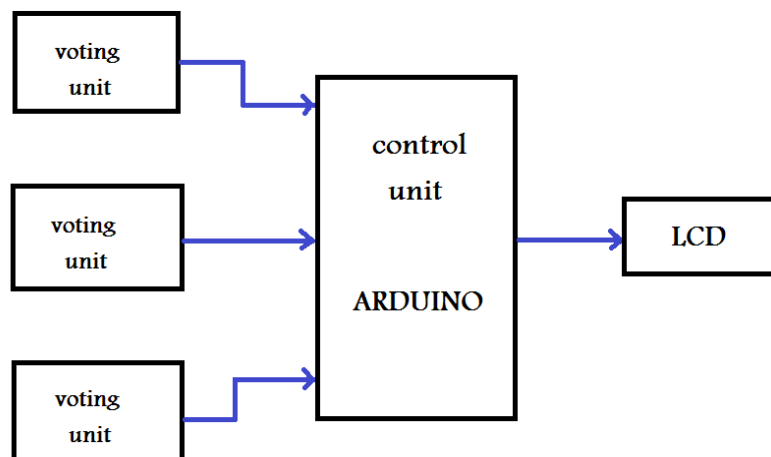 voting
unit
control
unit
ARDUINO
voting
unit
LCD
voting
unit